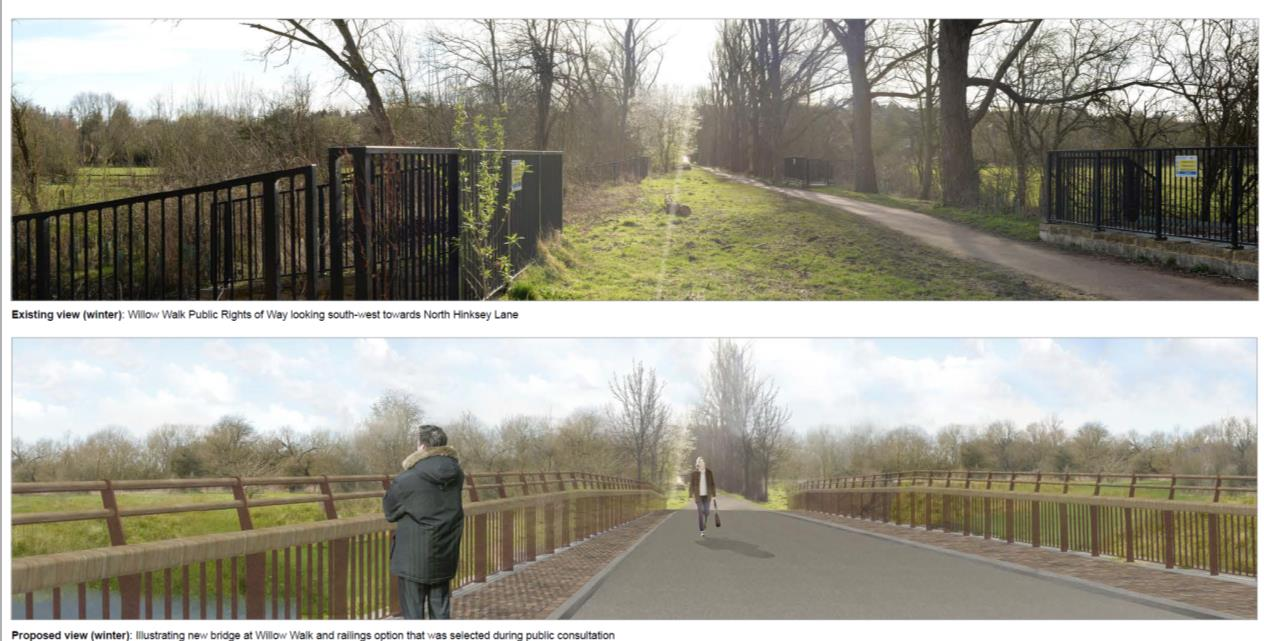 Existing view (winter): Willow Walk Public Rights of Way looking south-west towards North Hinksey Lane
Proposed view (winter): Illustrating new bridge at Willow Walk and railings option that was selected during public consultation